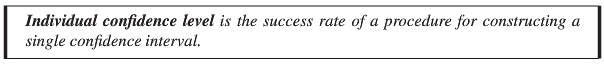 Individual confidence level is the success rate of a procedure for constructing a
single confidence interval.